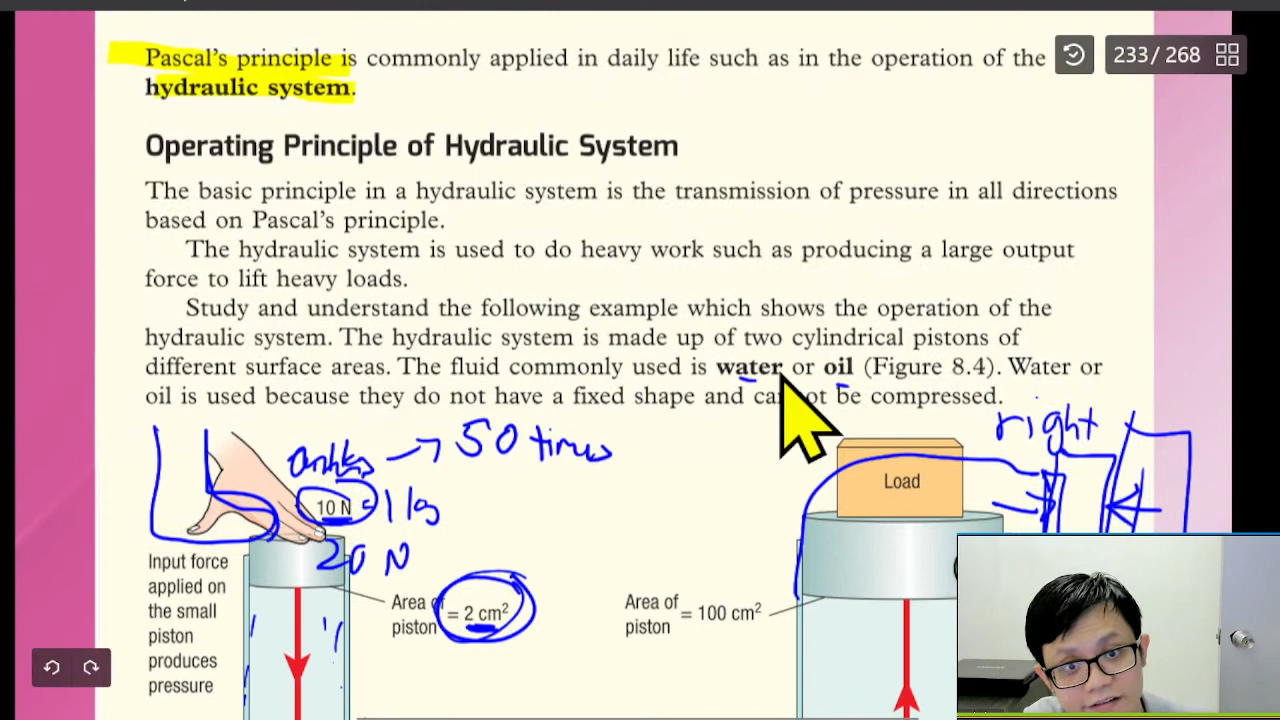 Pascal's principle is commonly applied in daily life such as in the operation of the
hydraulic system.
233/ 268
Operating Principle of Hydraulic System
The basic principle in a hydraulic system is the transmission of pressure in all directions
based on Pascal's principle.
The hydraulic system is used to do heavy work such as producing a large output
force to lift heavy loads.
Study and understand the following example which shows the operation of the
hydraulic system. The hydraulic system is made up of two cylindrical pistons of
different surface areas. The fluid commonly used is water or oil (Figure 8.4). Water or
oil is used because they do not have a fixed shape and be compressed.
right
→ 50 times
10 N = 1 kg
20 N
Load
Input force
applied on
the small
piston
produces
pressure
Area of
piston
= 2 cm²
Area of
piston
= 100 cm²